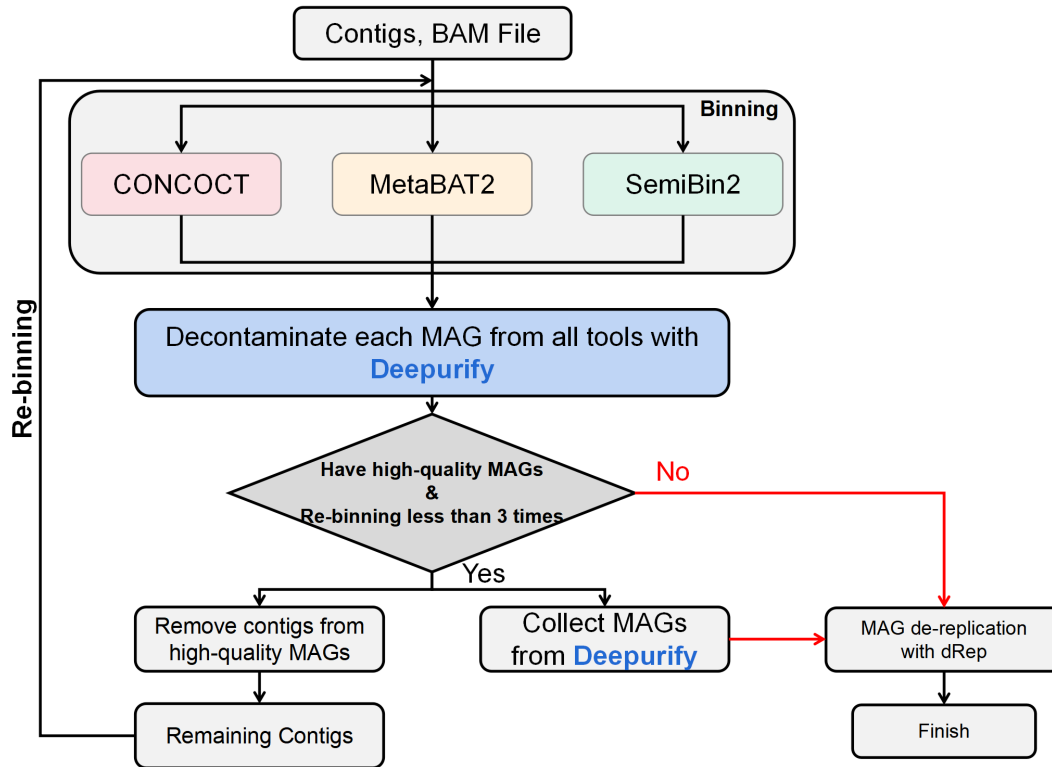 Contigs, BAM File
Binning
CONCOCT
MetaBAT2
SemiBin2
Decontaminate each MAG from all tools with
Deepurify
Re-binning
Have high-quality MAGs
&
Re-binning less than 3 times
No
Yes
Remove contigs from
high-quality MAGs
Collect MAGs
from Deepurify
MAG de-replication
with dRep
Remaining Contigs
Finish